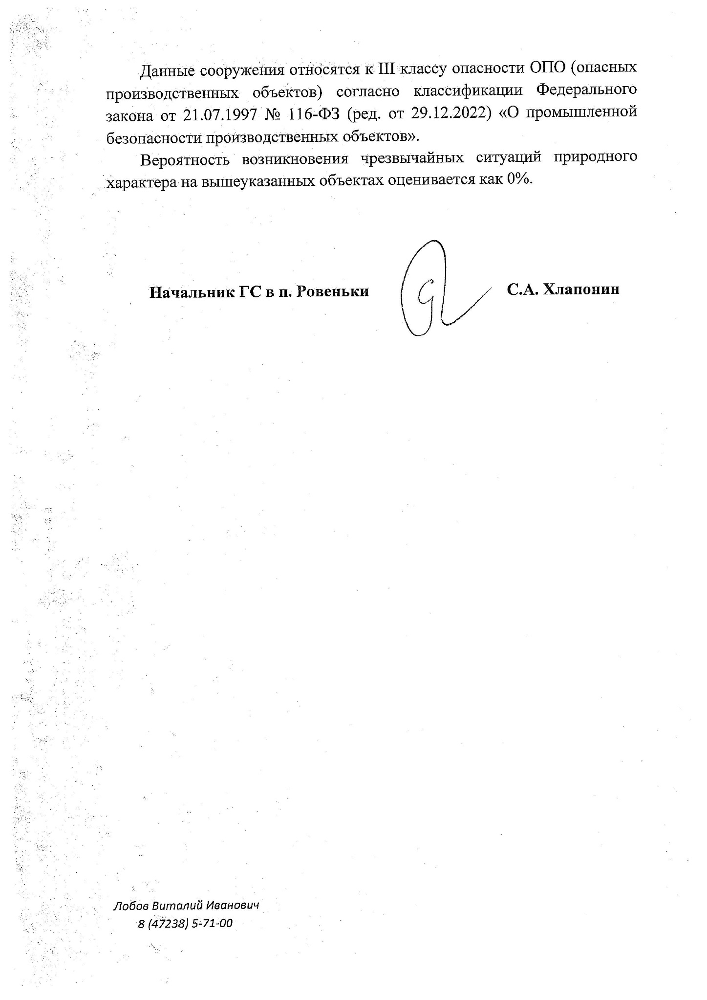 Данные сооружения относятся к III классу опасности ОПО (опасных
производственных объектов) согласно классификации Федерального
закона от 21.07.1997 № 116-ФЗ (ред. от 29.12.2022) «О промышленной
безопасности производственных объектов».
Вероятность возникновения чрезвычайных ситуаций природного
характера на вышеуказанных объектах оценивается как 0%.
Начальник ГС в п. Ровеньки С.А. Хлапонин
Лобов Виталий Иванович
8 (47238) 5-71-00